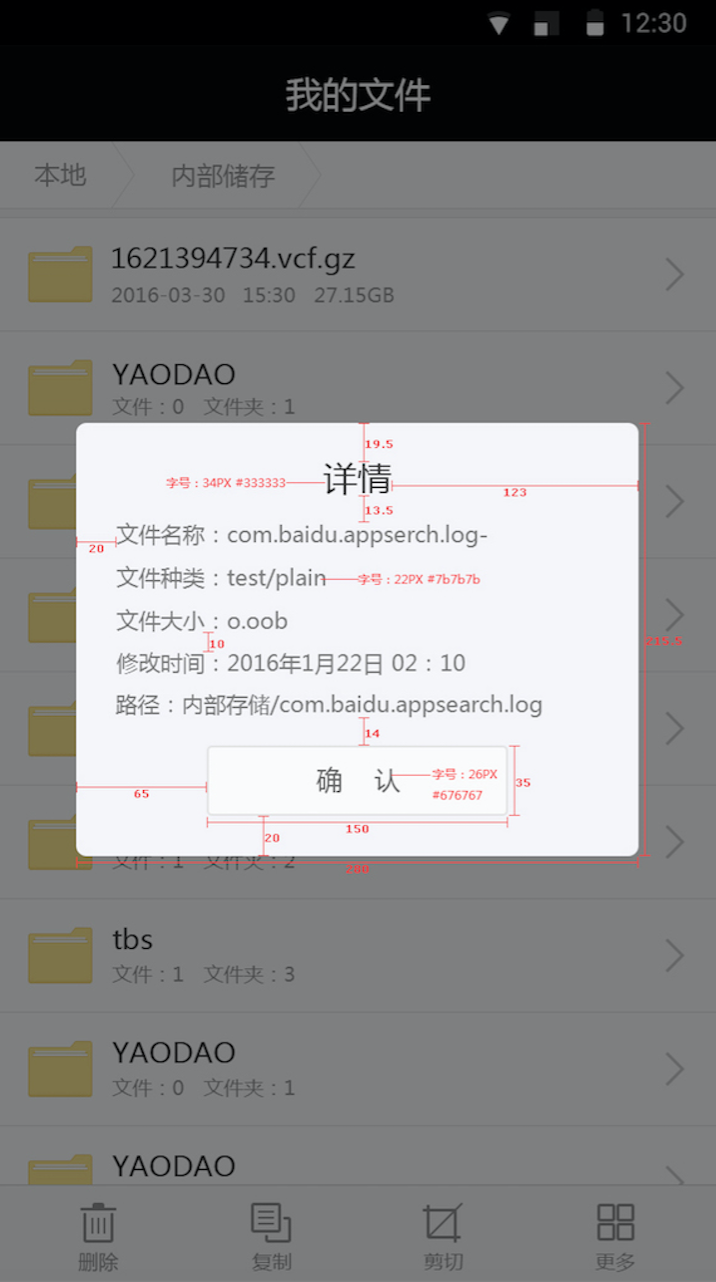 12:30
我的文件
本地 内部储存
1621394734.vcf.gz
2016-03-30 15:30 27.15GB
YAODAO
文件：0 文件夹：1
19.5
字号：34PX #333333
详情
123
13.5
文件名称：com.baidu.appserch.log-
20
文件种类：test/plain
字号：22PX #7b7b7b
文件大小：o.oob
10
215.5
修改时间：2016年1月22日 02：10
路径：内部存储/com.baidu.appsearch.log
14
确 认
字号：26PX
#676767
35
65
150
20
280
文件：1 文件夹：2
tbs
文件：1 文件夹：3
YAODAO
文件：0 文件夹：1
YAODAO
删除 复制 剪切 更多